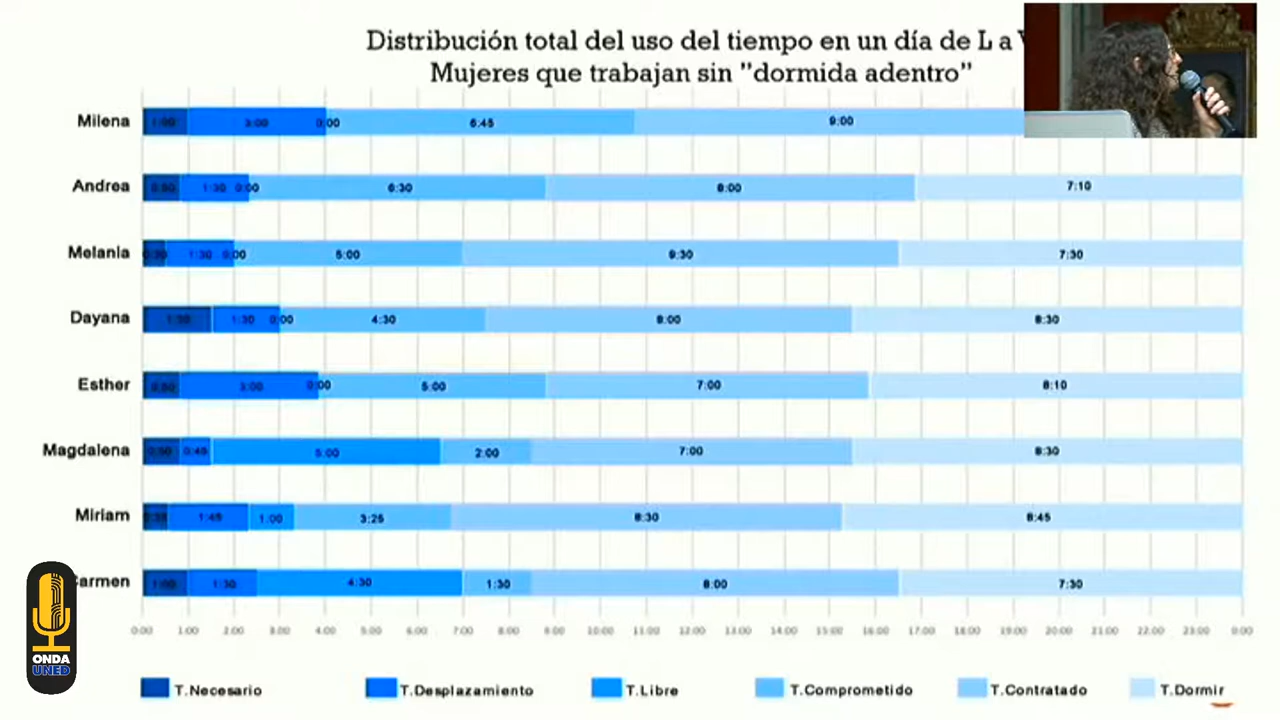 Distribución total del uso del tiempo en un día de La
Mujeres que trabajan sin "dormida adentro"
Milena 1:00 3:00 0:00 6:45 9:00
Andrea 0:50 1:30 0:00 6:30 8:00 7:10
Melania 0:30 1:30 0:00 5:00 9:30 7:30
Dayana 1:30 1:30 0:00 4:30 8:00 8:30
Esther 0:50 3:00 0:00 5:00 7:00 8:10
Magdalena 0:50 0:45 5:00 2:00 7:00 8:30
Miriam 1:45 1:00 3:25 8:30 8:45
Carmen 1:00 1:30 4:30 1:30 8:00 7:30
0:00 1:00 2:00 3:00 4:00 5:00 6:00 7:00 8:00 9:00 10:00 11:00 12:00 13:00 14:00 15:00 16:00 17:00 18:00 19:00 20:00 21:00 22:00 23:00 0:00
T.Necesario T.Desplazamiento T.Libre T.Comprometido T.Contratado T.Dormir
ONDA
UNED